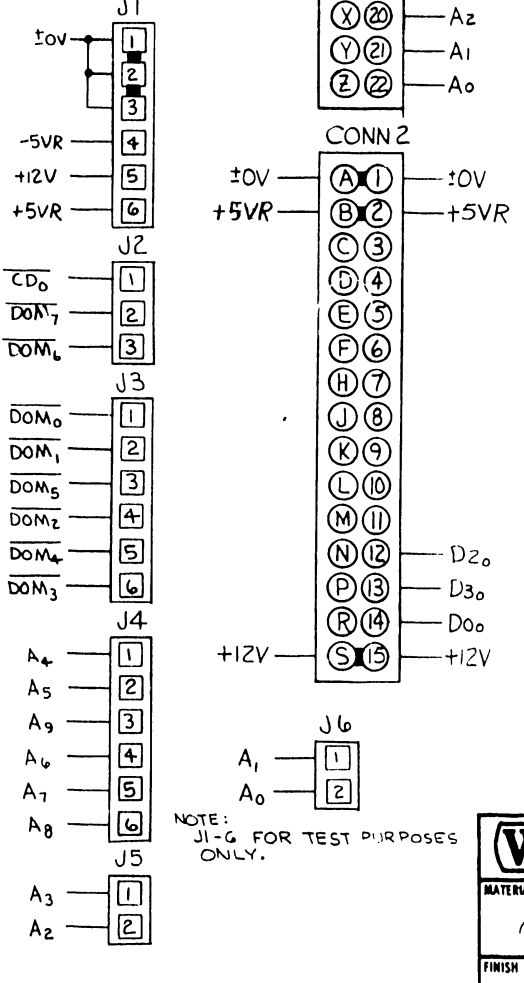 J1
±0V 1
2
3
-5VR 4
+12V 5
+5VR 6
J2
CD₀ 1
DOM₇ 2
DOM₆ 3
J3
DOM₀ 1
DOM₁ 2
DOM₅ 3
DOM₂ 4
DOM₄ 5
DOM₃ 6
J4
A₄ 1
A₅ 2
A₉ 3
A₆ 4
A₇ 5
A₈ 6
J5
A₃ 1
A₂ 2
X 20 A₂
Y 21 A₁
Z 22 A₀
CONN 2
±0V A 1 ±0V
+5VR B 2 +5VR
C 3
D 4
E 5
F 6
H 7
J 8
K 9
L 10
M 11
N 12 D2₀
P 13 D3₀
R 14 D0₀
+12V S 15 +12V
J6
A₁ 1
A₀ 2
NOTE:
J1-6 FOR TEST PURPOSES
ONLY.
FINISH